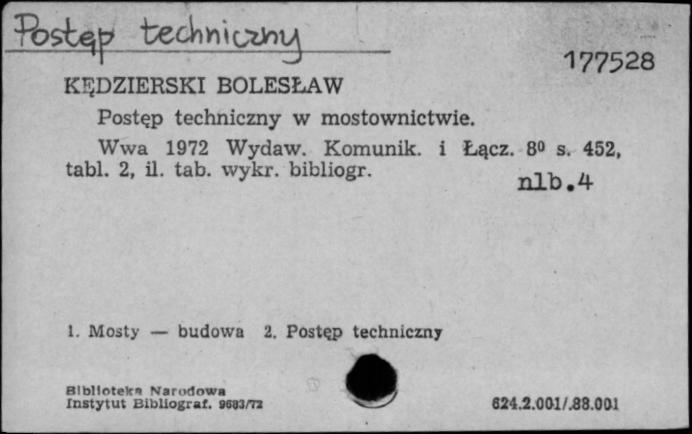 Postęp techniczny
177528
KĘDZIERSKI BOLESŁAW
Postęp techniczny w mostownictwie.
Wwa 1972 Wydaw. Komunik. i Łącz. 8⁰ s. 452,
tabl. 2, il. tab. wykr. bibliogr.
nlb.4
1. Mosty — budowa 2. Postęp techniczny
Biblioteka Narodowa
Instytut Bibliograf. 9683/72
624.2.001/.88.001